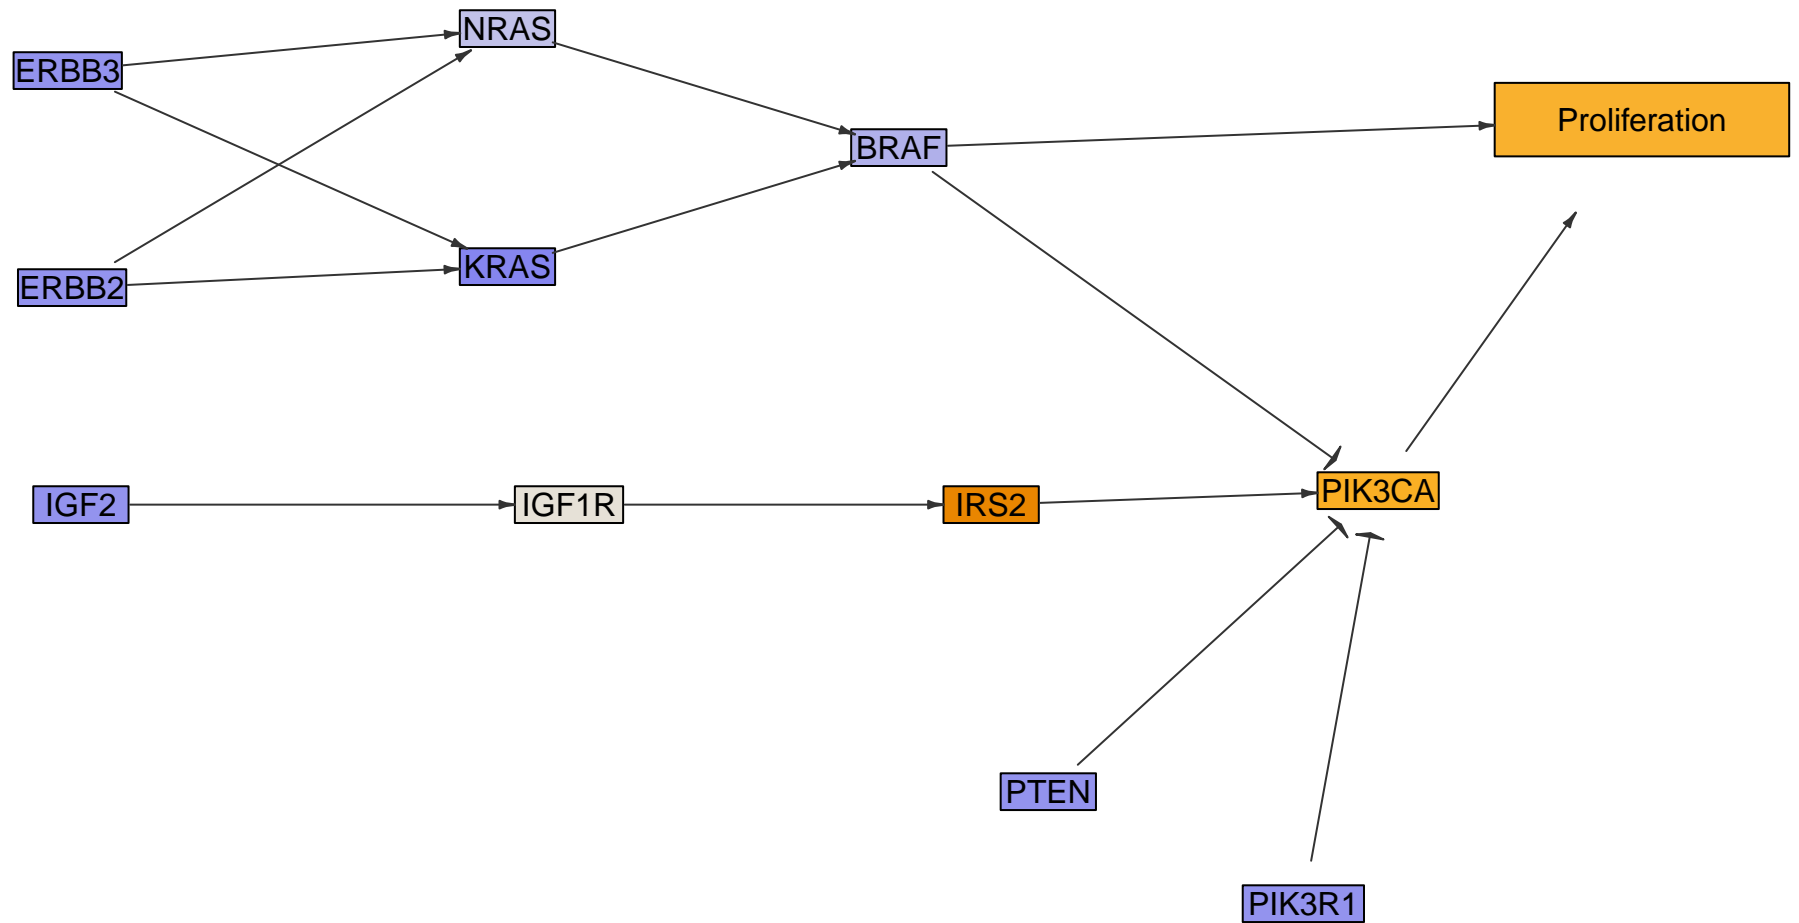 NRAS
ERBB3
Proliferation
BRAF
KRAS
ERBB2
PIK3CA
IGF2
IGF1R
IRS2
PTEN
PIK3R1